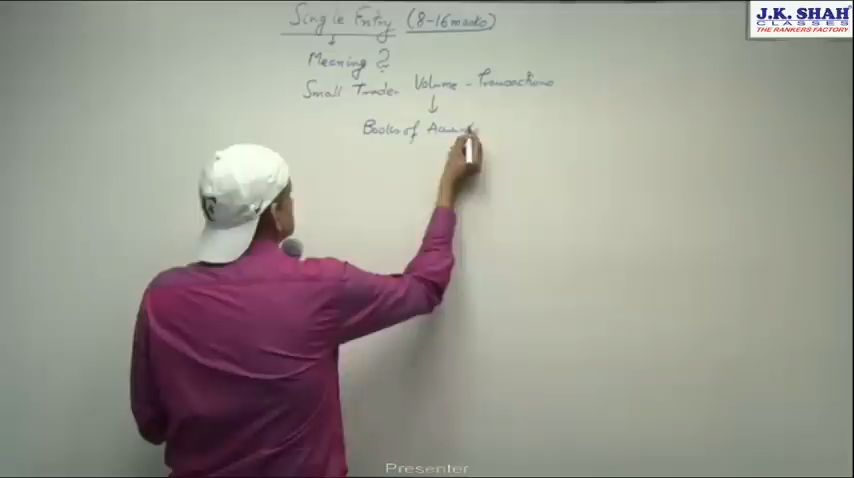 Single Entry (8-16 marks)
Meaning ?
Small Trader Volume - Transactions
Books of Accounts
J.K. SHAH®
CLASSES
THE RANKERS FACTORY
Presenter